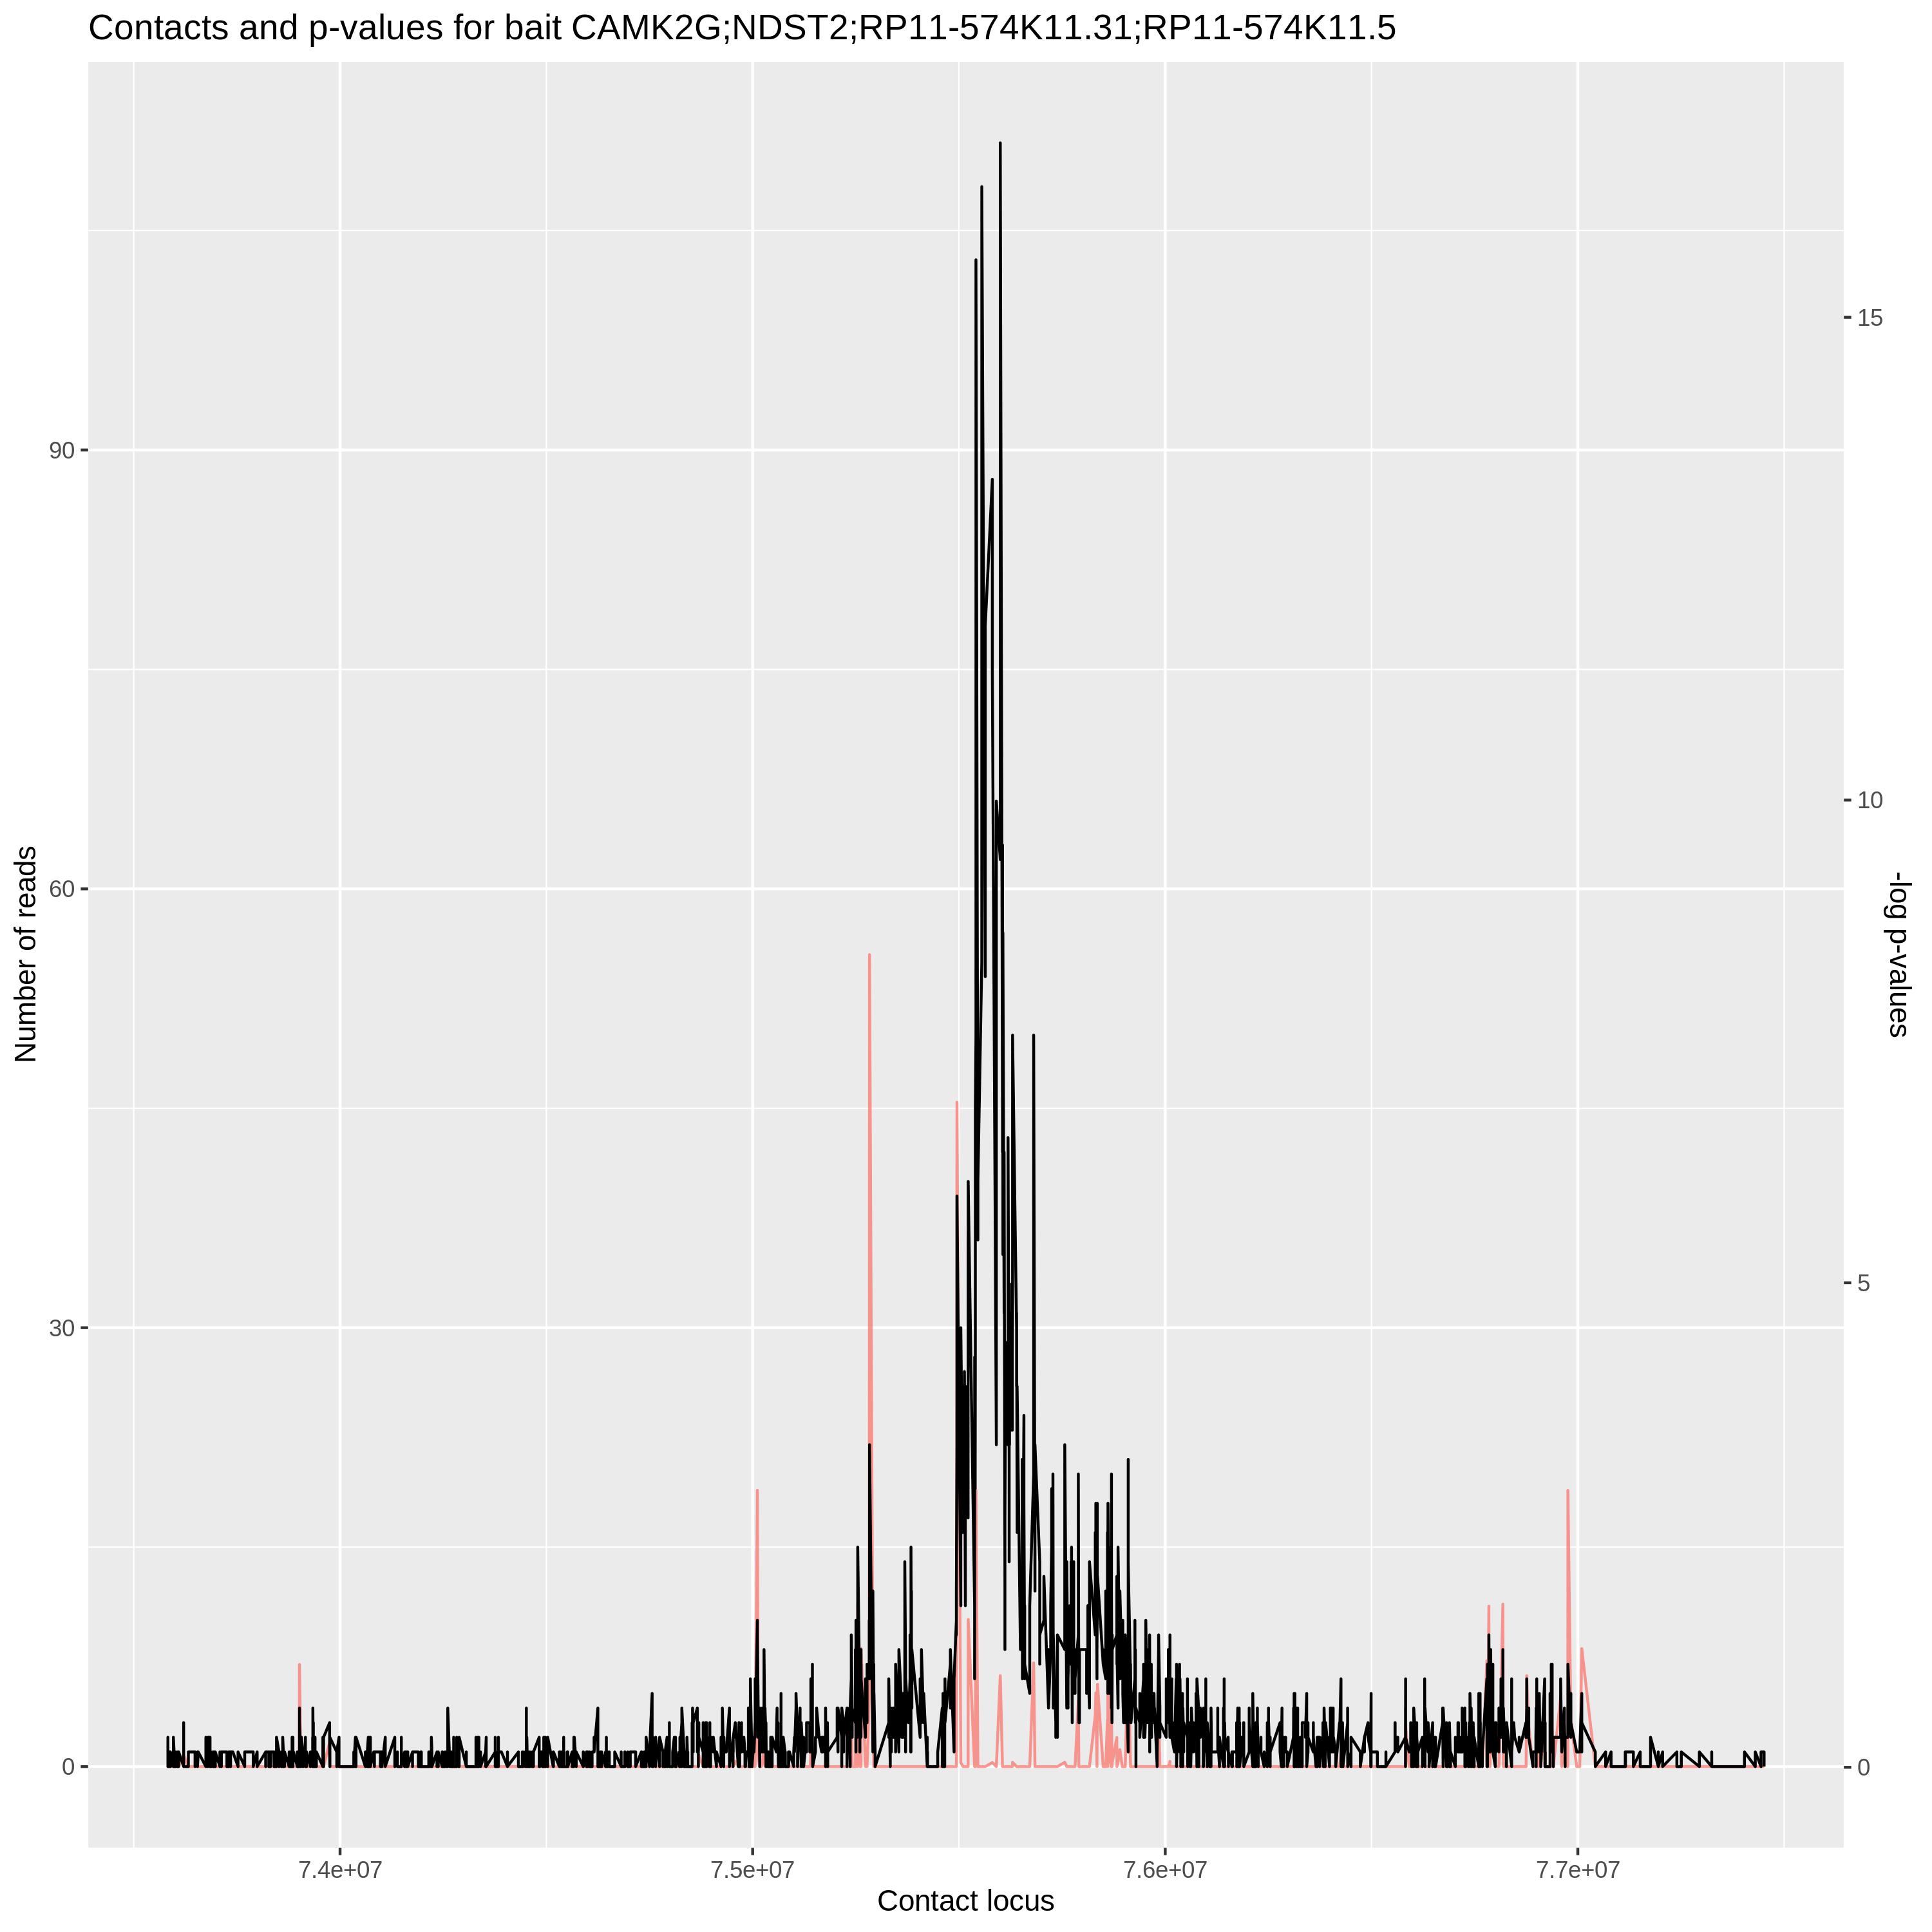 Contacts and p-values for bait CAMK2G;NDST2;RP11-574K11.31;RP11-574K11.5
Number of reads
90
60
30
0
15
10
5
0
-log p-values
7.4e+07 7.5e+07 7.6e+07 7.7e+07
Contact locus